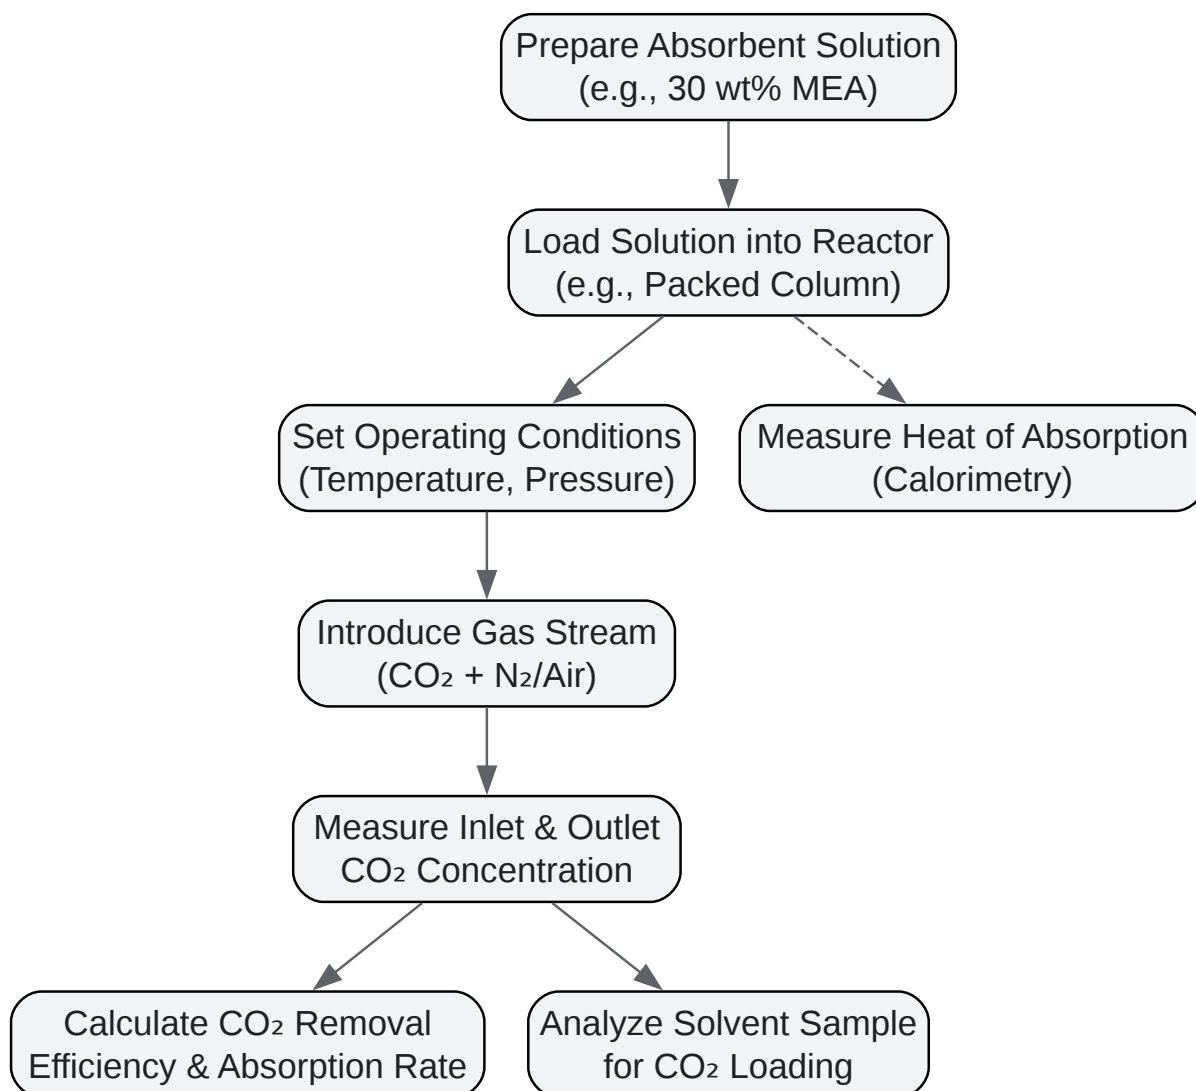 Prepare Absorbent Solution
(e.g., 30 wt% MEA)
Load Solution into Reactor
(e.g., Packed Column)
Set Operating Conditions
(Temperature, Pressure)
Measure Heat of Absorption
(Calorimetry)
Introduce Gas Stream
(CO₂ + N₂/Air)
Measure Inlet & Outlet
CO₂ Concentration
Calculate CO₂ Removal
Efficiency & Absorption Rate
Analyze Solvent Sample
for CO₂ Loading